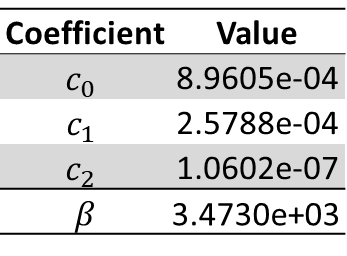 Coefficient Value
c₀ 8.9605e-04
c₁ 2.5788e-04
c₂ 1.0602e-07
β 3.4730e+03